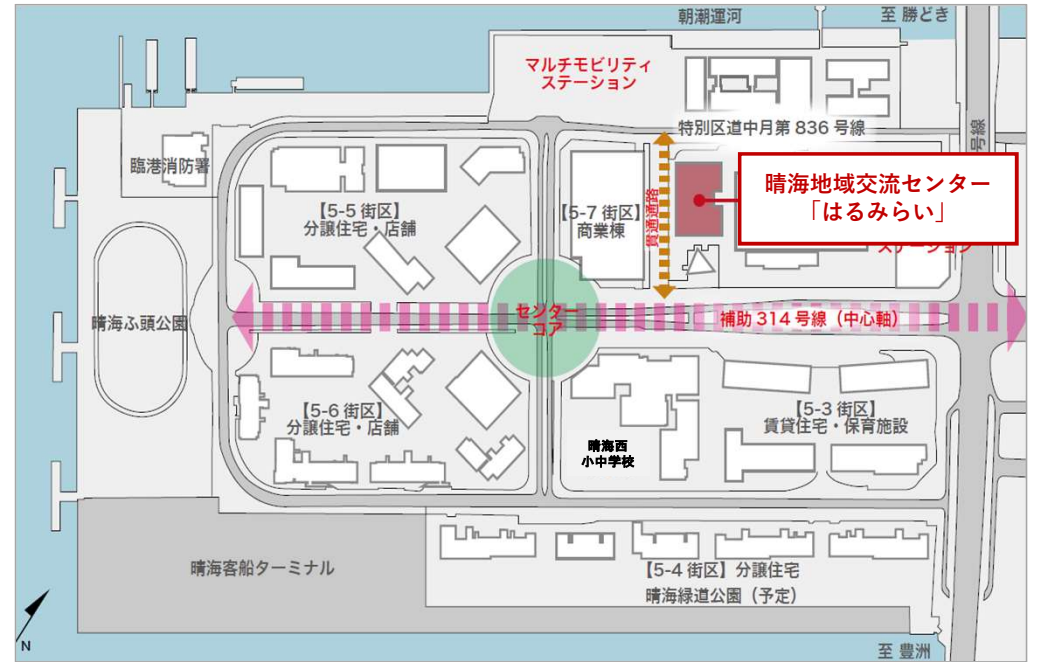 朝潮運河
至 勝どき
マルチモビリティ
ステーション
特別区道中月第 836 号線
号線
臨港消防署
晴海地域交流センター
「はるみらい」
【5-5 街区】
分譲住宅・店舗
【5-7 街区】
商業棟
貫通通路
ステーション
晴海ふ頭公園
センター
コア
補助 314 号線（中心軸）
【5-6 街区】
分譲住宅・店舗
【5-3 街区】
賃貸住宅・保育施設
晴海西
小中学校
晴海客船ターミナル
【5-4 街区】分譲住宅
晴海緑道公園（予定）
N
至 豊洲